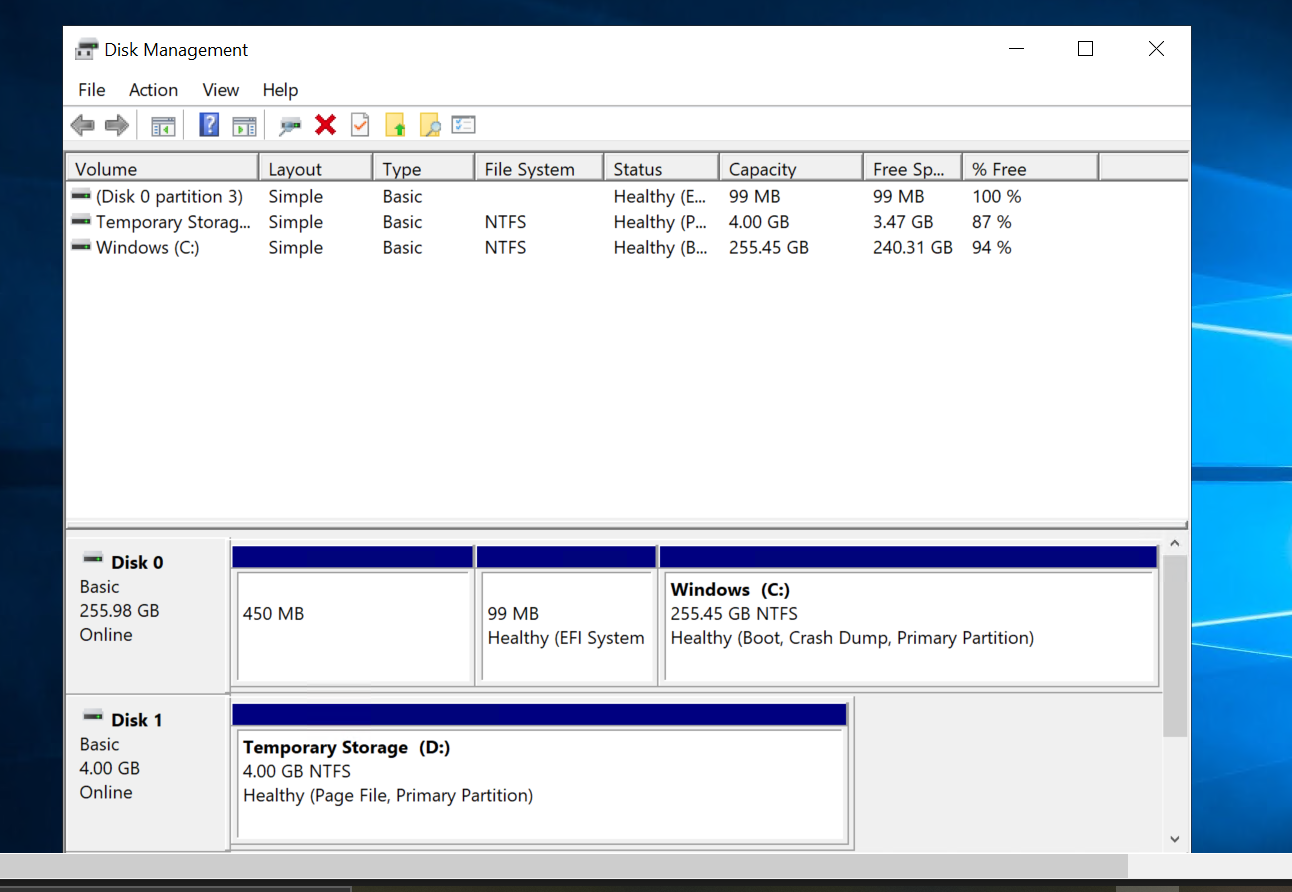 Disk Management
File Action View Help
Volume Layout Type File System Status Capacity Free Sp... % Free
(Disk 0 partition 3) Simple Basic Healthy (E... 99 MB 99 MB 100 %
Temporary Storag... Simple Basic NTFS Healthy (P... 4.00 GB 3.47 GB 87 %
Windows (C:) Simple Basic NTFS Healthy (B... 255.45 GB 240.31 GB 94 %
Disk 0
Basic
255.98 GB
Online
450 MB
99 MB
Healthy (EFI System
Windows (C:)
255.45 GB NTFS
Healthy (Boot, Crash Dump, Primary Partition)
Disk 1
Basic
4.00 GB
Online
Temporary Storage (D:)
4.00 GB NTFS
Healthy (Page File, Primary Partition)